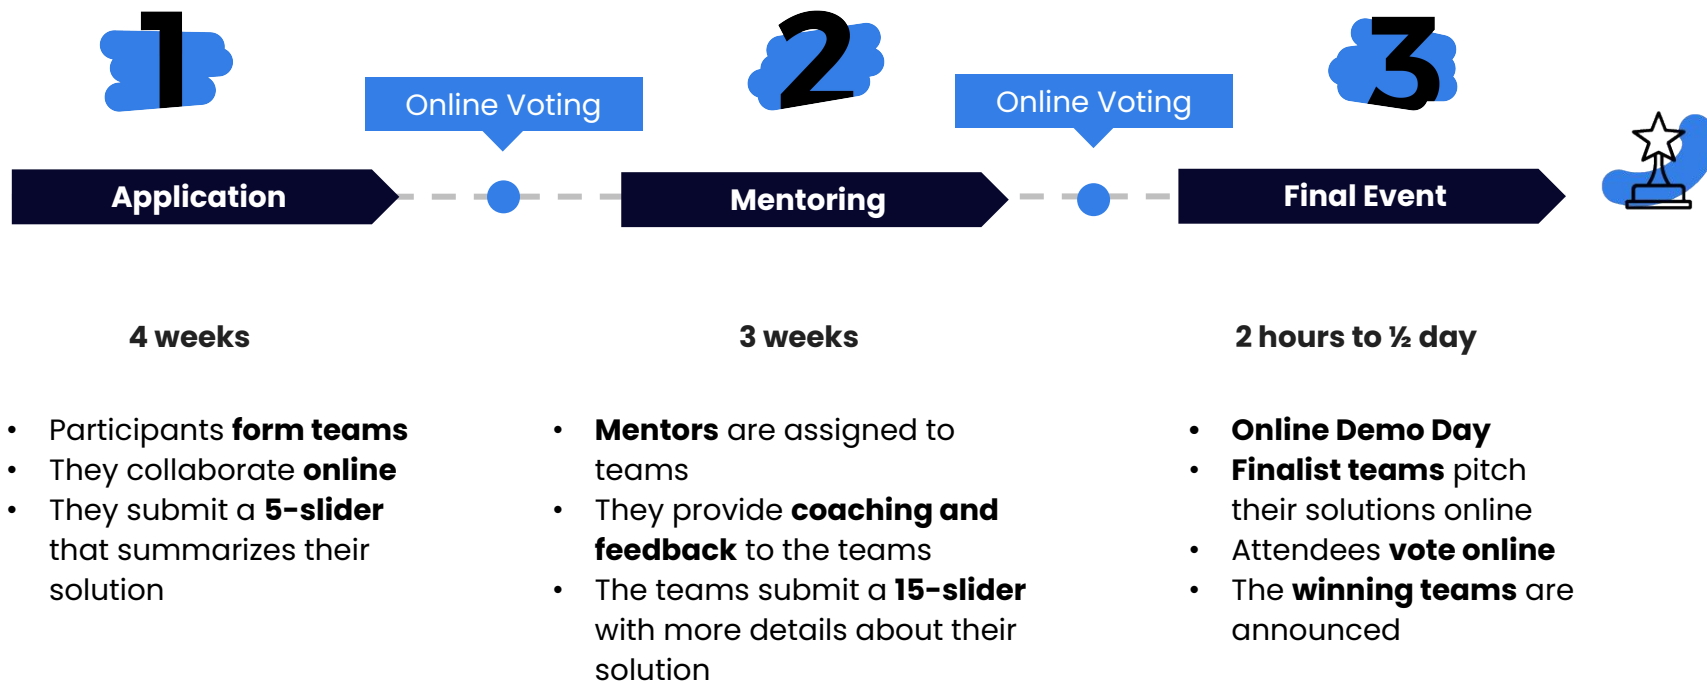 1
2
3
Online Voting
Online Voting
Application
Mentoring
Final Event
4 weeks
• Participants form teams
• They collaborate online
• They submit a 5-slider
that summarizes their
solution
3 weeks
• Mentors are assigned to
teams
• They provide coaching and
feedback to the teams
• The teams submit a 15-slider
with more details about their
solution
2 hours to ½ day
• Online Demo Day
• Finalist teams pitch
their solutions online
• Attendees vote online
• The winning teams are
announced